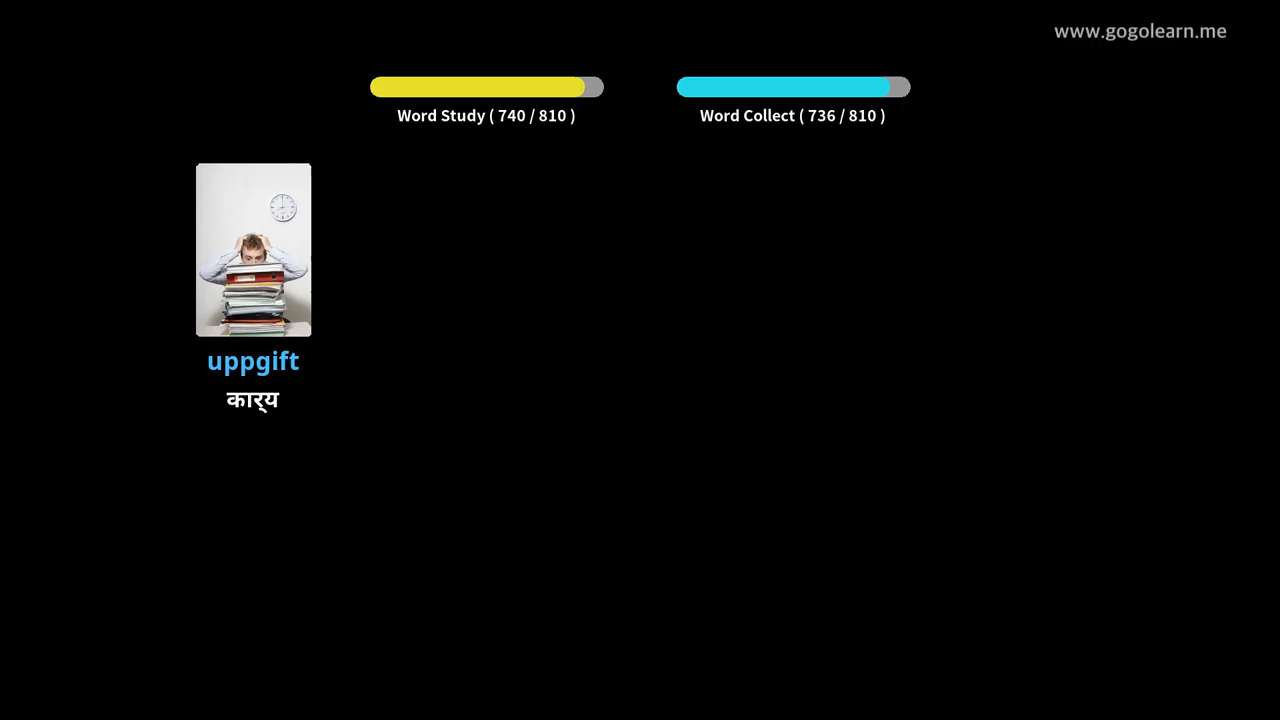 www.gogolearn.me
Word Study ( 740 / 810 )
Word Collect ( 736 / 810 )
uppgift
कार्य